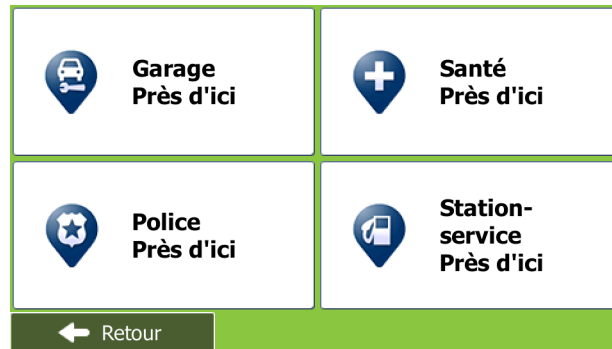 Garage
Près d'ici
Santé
Près d'ici
Police
Près d'ici
Station-
service
Près d'ici
Retour